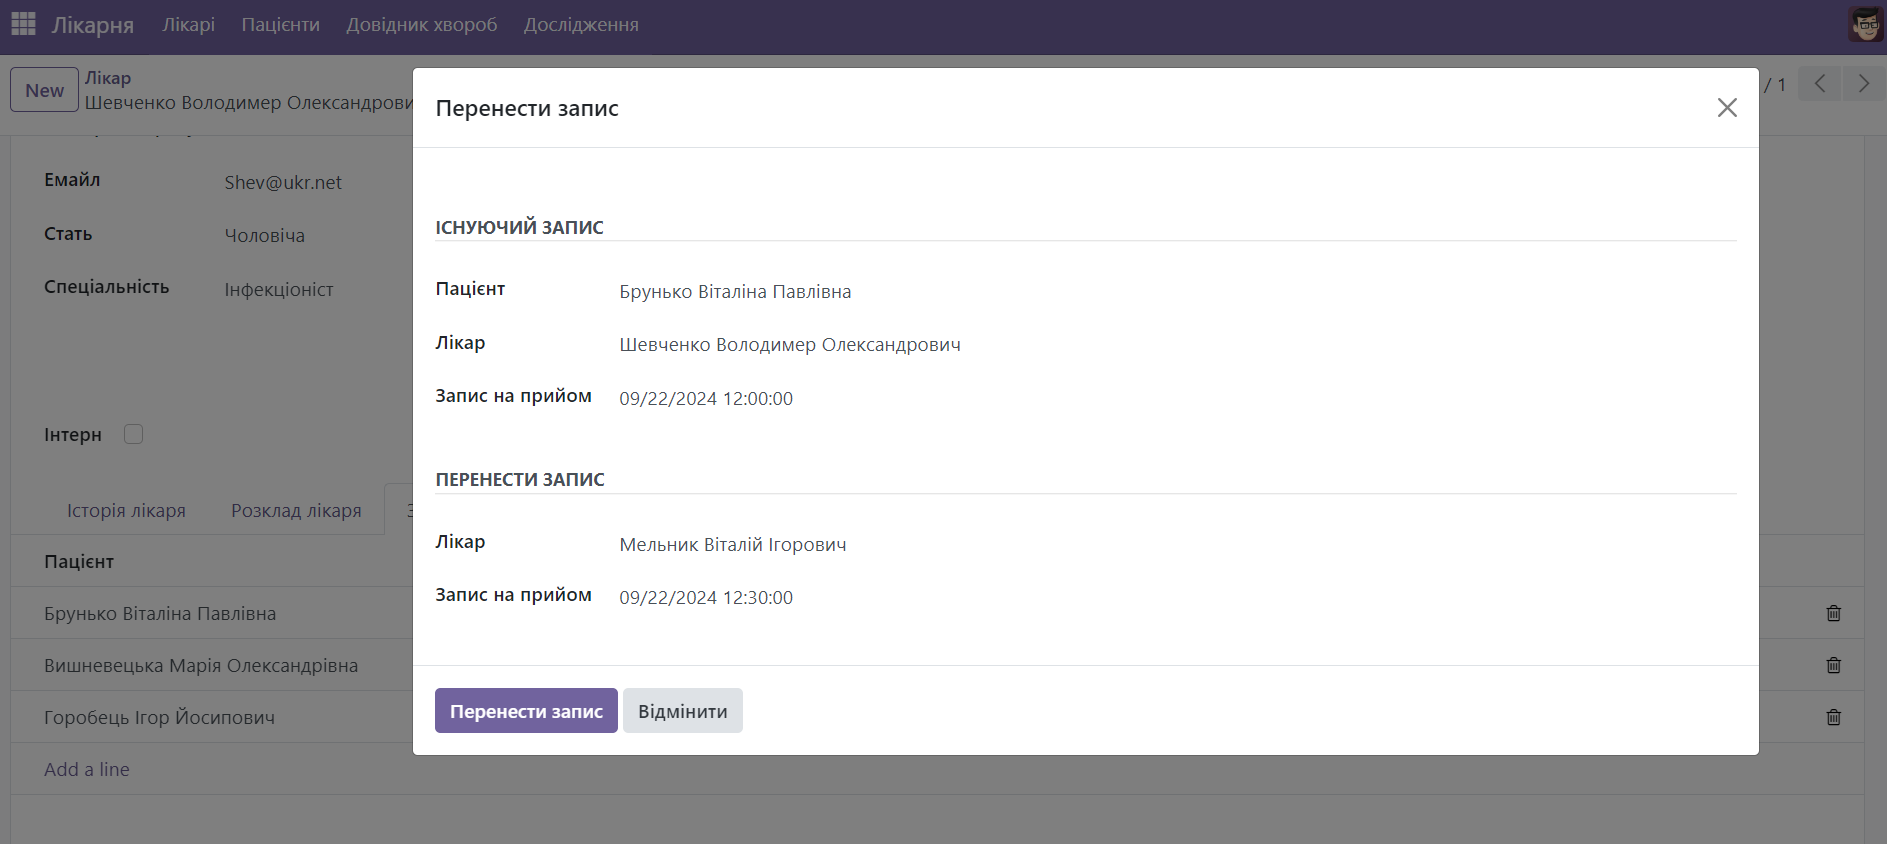 Лікарня Лікарі Пацієнти Довідник хвороб Дослідження
New
Лікар
Шевченко Володимер Олександрови
/ 1
Емайл Shev@ukr.net
Стать Чоловіча
Спеціальність Інфекціоніст
Інтерн
Історія лікаря Розклад лікаря
Пацієнт
Брунько Віталіна Павлівна
Вишневецька Марія Олександрівна
Горобець Ігор Йосипович
Add a line
Перенести запис
ІСНУЮЧИЙ ЗАПИС
Пацієнт Брунько Віталіна Павлівна
Лікар Шевченко Володимер Олександрович
Запис на прийом 09/22/2024 12:00:00
ПЕРЕНЕСТИ ЗАПИС
Лікар Мельник Віталій Ігорович
Запис на прийом 09/22/2024 12:30:00
Перенести запис Відмінити